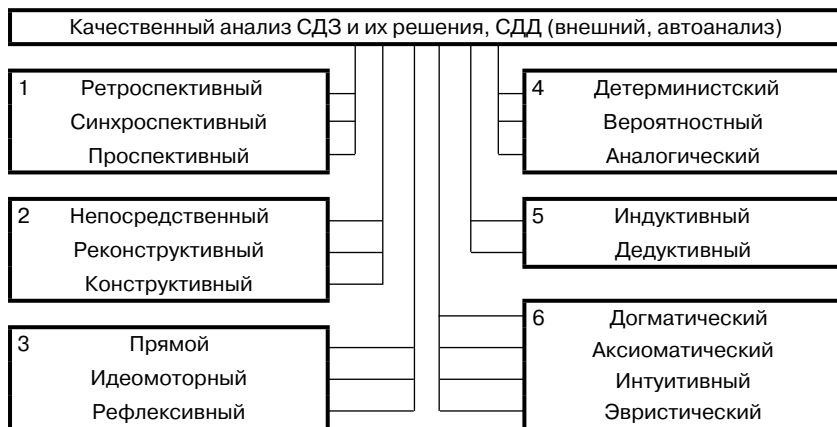 Качественный анализ СДЗ и их решения, СДД (внешний, автоанализ)
1 Ретроспективный
Синхроспективный
Проспективный
2 Непосредственный
Реконструктивный
Конструктивный
3 Прямой
Идеомоторный
Рефлексивный
4 Детерминистский
Вероятностный
Аналогический
5 Индуктивный
Дедуктивный
6 Догматический
Аксиоматический
Интуитивный
Эвристический